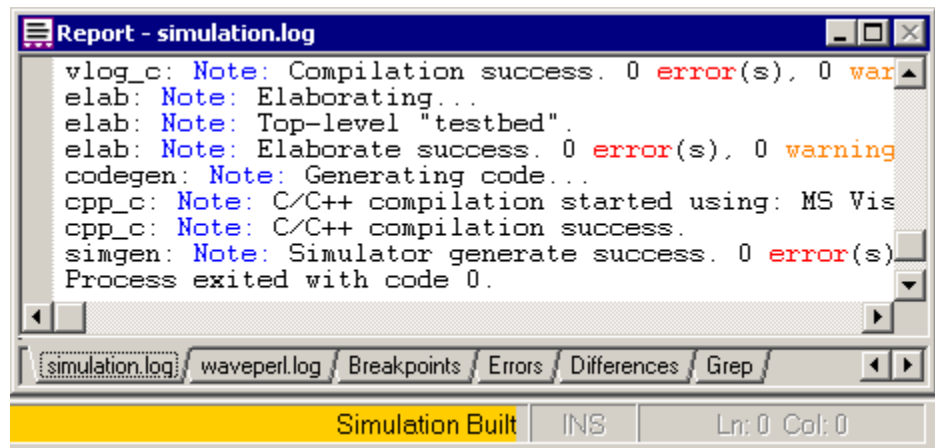 Report - simulation.log
vlog_c: Note: Compilation success. 0 error(s), 0 war
elab: Note: Elaborating...
elab: Note: Top-level "testbed".
elab: Note: Elaborate success. 0 error(s), 0 warning
codegen: Note: Generating code...
cpp_c: Note: C/C++ compilation started using: MS Vis
cpp_c: Note: C/C++ compilation success.
simgen: Note: Simulator generate success. 0 error(s)
Process exited with code 0.
simulation.log waveperl.log Breakpoints Errors Differences Grep
Simulation Built INS Ln: 0 Col: 0